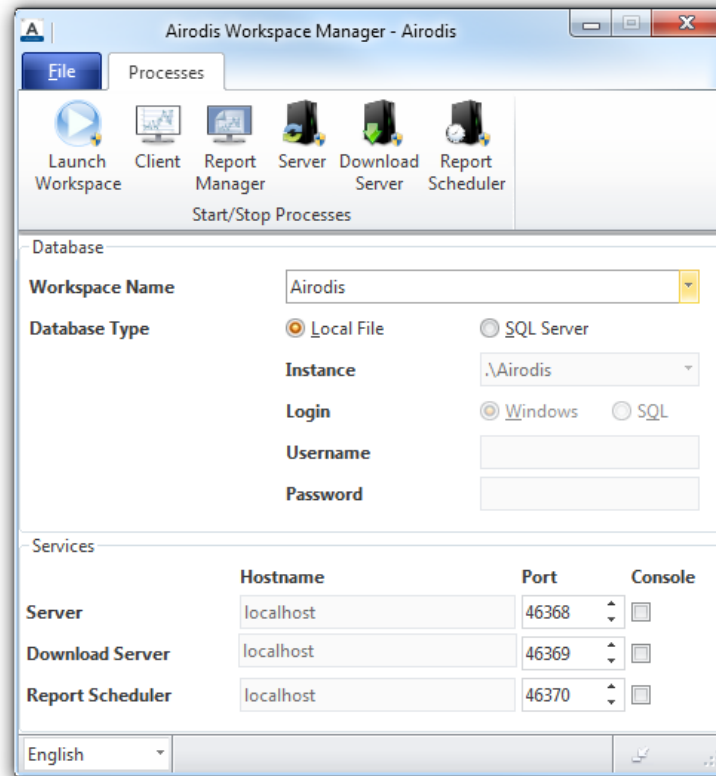 Airodis Workspace Manager - Airodis
File Processes
Launch Workspace
Client
Report Manager
Server
Download Server
Report Scheduler
Start/Stop Processes
Database
Workspace Name Airodis
Database Type Local File SQL Server
Instance .\Airodis
Login Windows SQL
Username
Password
Services
Hostname Port Console
Server localhost 46368
Download Server localhost 46369
Report Scheduler localhost 46370
English